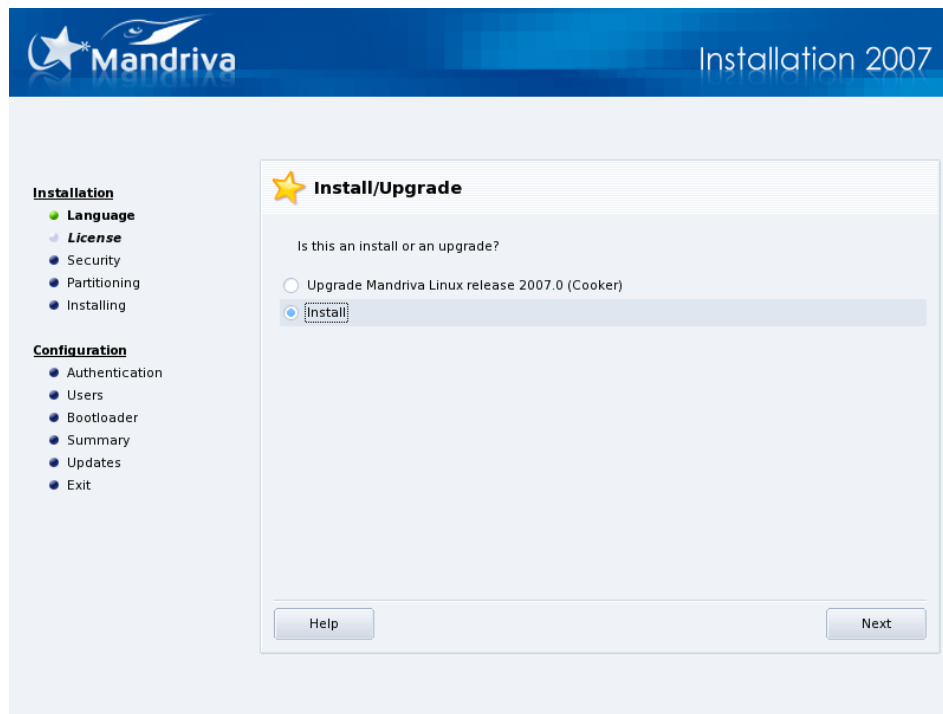 Mandriva
Installation 2007
Installation
Language
License
Security
Partitioning
Installing
Configuration
Authentication
Users
Bootloader
Summary
Updates
Exit
Install/Upgrade
Is this an install or an upgrade?
Upgrade Mandriva Linux release 2007.0 (Cooker)
Install
Help
Next